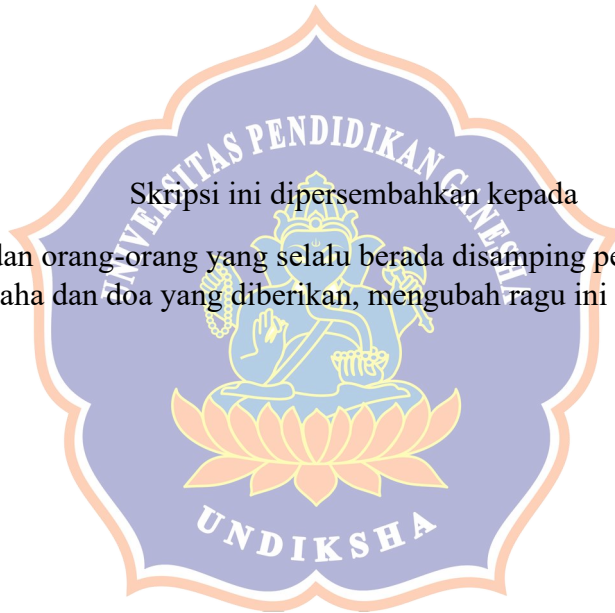 UNIVERSITAS PENDIDIKAN GANESHA
Skripsi ini dipersembahkan kepada
dan orang-orang yang selalu berada disamping pe
aha dan doa yang diberikan, mengubah ragu ini
UNDIKSHA